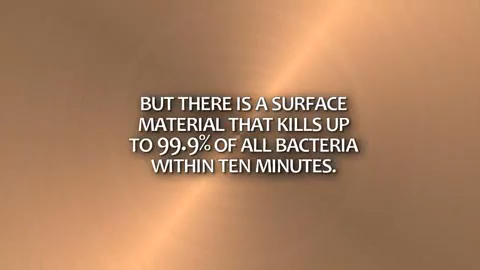 BUT THERE IS A SURFACE
MATERIAL THAT KILLS UP
TO 99.9% OF ALL BACTERIA
WITHIN TEN MINUTES.